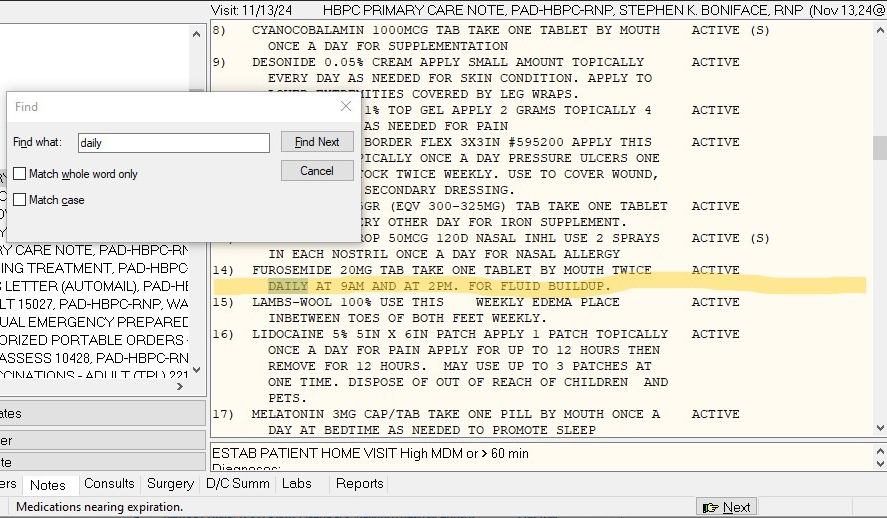 Visit: 11/13/24 HBPC PRIMARY CARE NOTE, PAD-HBPC-RNP, STEPHEN K. BONIFACE, RNP (Nov 13,24@
8) CYANOCOBALAMIN 1000MCG TAB TAKE ONE TABLET BY MOUTH ACTIVE (S)
ONCE A DAY FOR SUPPLEMENTATION
9) DESONIDE 0.05% CREAM APPLY SMALL AMOUNT TOPICALLY ACTIVE
EVERY DAY AS NEEDED FOR SKIN CONDITION. APPLY TO
LOWER EXTREMITIES COVERED BY LEG WRAPS.
1% TOP GEL APPLY 2 GRAMS TOPICALLY 4 ACTIVE
AS NEEDED FOR PAIN
BORDER FLEX 3X3IN #595200 APPLY THIS ACTIVE
PICALLY ONCE A DAY PRESSURE ULCERS ONE
OCK TWICE WEEKLY. USE TO COVER WOUND,
SECONDARY DRESSING.
5GR (EQV 300-325MG) TAB TAKE ONE TABLET ACTIVE
ERY OTHER DAY FOR IRON SUPPLEMENT.
ROP 50MCG 120D NASAL INHL USE 2 SPRAYS ACTIVE (S)
IN EACH NOSTRIL ONCE A DAY FOR NASAL ALLERGY
14) FUROSEMIDE 20MG TAB TAKE ONE TABLET BY MOUTH TWICE ACTIVE
DAILY AT 9AM AND AT 2PM. FOR FLUID BUILDUP.
15) LAMBS-WOOL 100% USE THIS WEEKLY EDEMA PLACE ACTIVE
INBETWEEN TOES OF BOTH FEET WEEKLY.
16) LIDOCAINE 5% 5IN X 6IN PATCH APPLY 1 PATCH TOPICALLY ACTIVE
ONCE A DAY FOR PAIN APPLY FOR UP TO 12 HOURS THEN
REMOVE FOR 12 HOURS. MAY USE UP TO 3 PATCHES AT
ONE TIME. DISPOSE OF OUT OF REACH OF CHILDREN AND
PETS.
17) MELATONIN 3MG CAP/TAB TAKE ONE PILL BY MOUTH ONCE A ACTIVE
DAY AT BEDTIME AS NEEDED TO PROMOTE SLEEP
Find
Find what: daily Find Next
Match whole word only Cancel
Match case
RY CARE NOTE, PAD-HBPC-RN
ING TREATMENT, PAD-HBPC-H
S LETTER (AUTOMAIL), PAD-HB
LT 15027, PAD-HBPC-RNP, WA
UAL EMERGENCY PREPARED
ORIZED PORTABLE ORDERS -
ASSESS 10428, PAD-HBPC-RN
CCINATIONS - ADULT (TPL) 221
ates
er
te
ESTAB PATIENT HOME VISIT High MDM or > 60 min
Diagnoses:
ers Notes Consults Surgery D/C Summ Labs Reports
Medications nearing expiration. Next